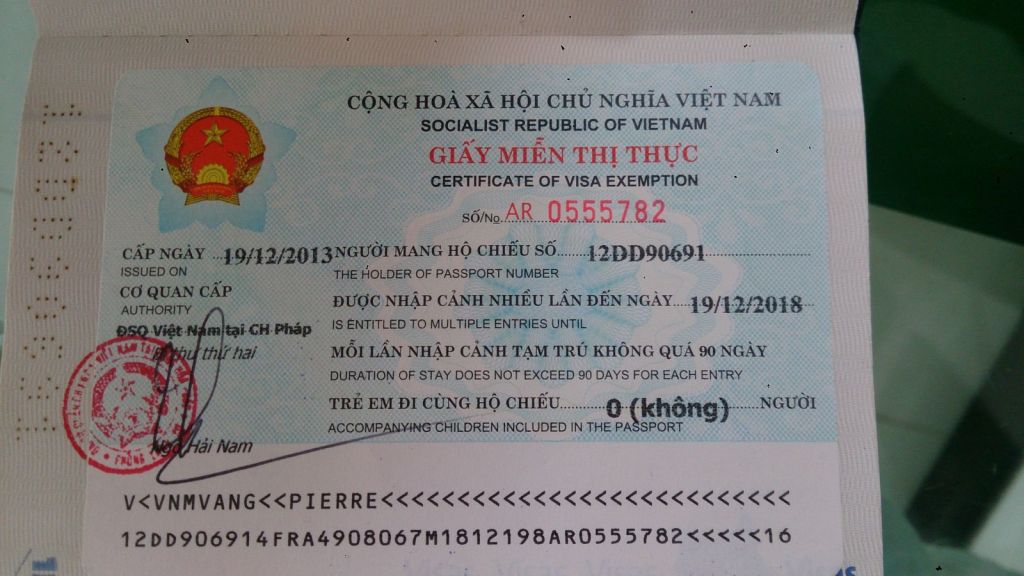 CỘNG HOÀ XÃ HỘI CHỦ NGHĨA VIỆT NAM
SOCIALIST REPUBLIC OF VIETNAM
GIẤY MIỄN THỊ THỰC
CERTIFICATE OF VISA EXEMPTION
SỐ/No. AR 0555782
CẤP NGÀY 19/12/2013
ISSUED ON
CƠ QUAN CẤP
AUTHORITY
ĐSQ Việt Nam tại CH Pháp
Bí thư thứ hai
Ngô Hải Nam
NGƯỜI MANG HỘ CHIẾU SỐ 12DD90691
THE HOLDER OF PASSPORT NUMBER
ĐƯỢC NHẬP CẢNH NHIỀU LẦN ĐẾN NGÀY 19/12/2018
IS ENTITLED TO MULTIPLE ENTRIES UNTIL
MỖI LẦN NHẬP CẢNH TẠM TRÚ KHÔNG QUÁ 90 NGÀY
DURATION OF STAY DOES NOT EXCEED 90 DAYS FOR EACH ENTRY
TRẺ EM ĐI CÙNG HỘ CHIẾU 0 (không) NGƯỜI
ACCOMPANYING CHILDREN INCLUDED IN THE PASSPORT
V<VNMVANG<<PIERRE<<<<<<<<<<<<<<<<<<<<<<<<<<<
12DD906914FRA4908067M1812198AR0555782<<<<<16